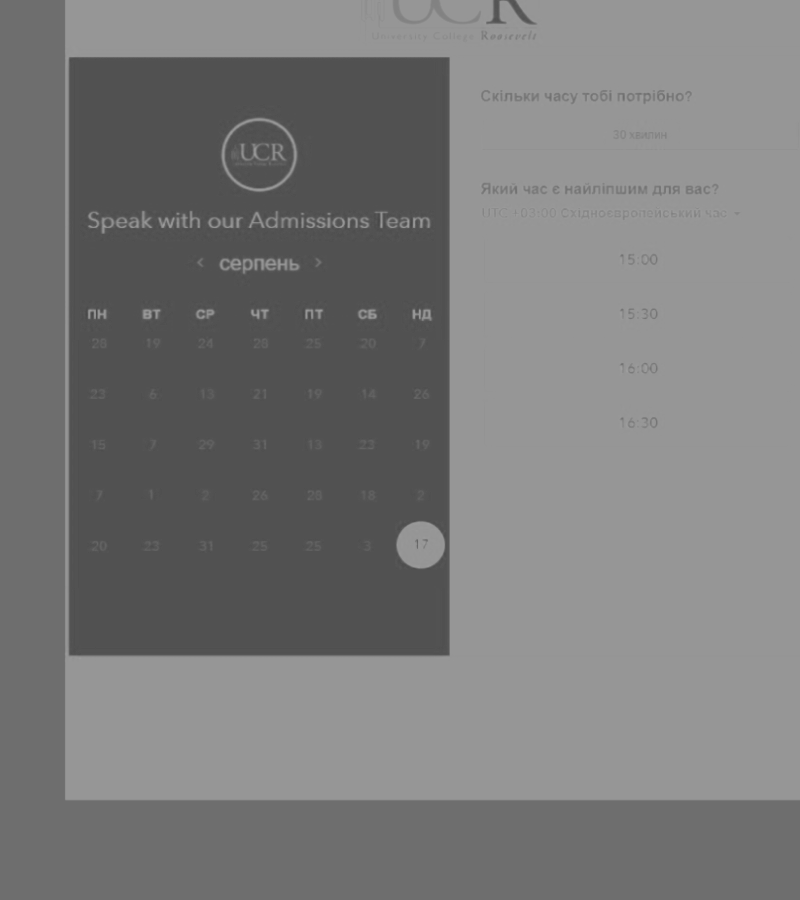 UCR
University College Roosevelt
UCR
Speak with our Admissions Team
< серпень >
ПН ВТ СР ЧТ ПТ СБ НД
28 19 24 28 25 20 7
23 6 13 21 19 14 26
15 7 29 31 13 23 19
7 1 2 26 28 18 2
20 23 31 25 25 3 17
Скільки часу тобі потрібно?
30 хвилин
Який час є найліпшим для вас?
UTC +03:00 Східноєвропейський час
15:00
15:30
16:00
16:30